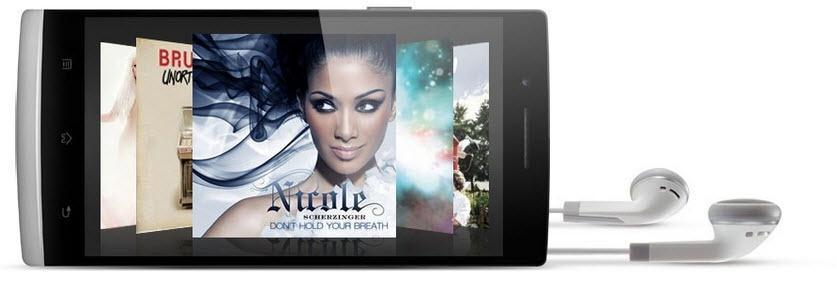 BRU
UNORT
Nicole
SCHERZINGER
DON'T HOLD YOUR BREATH